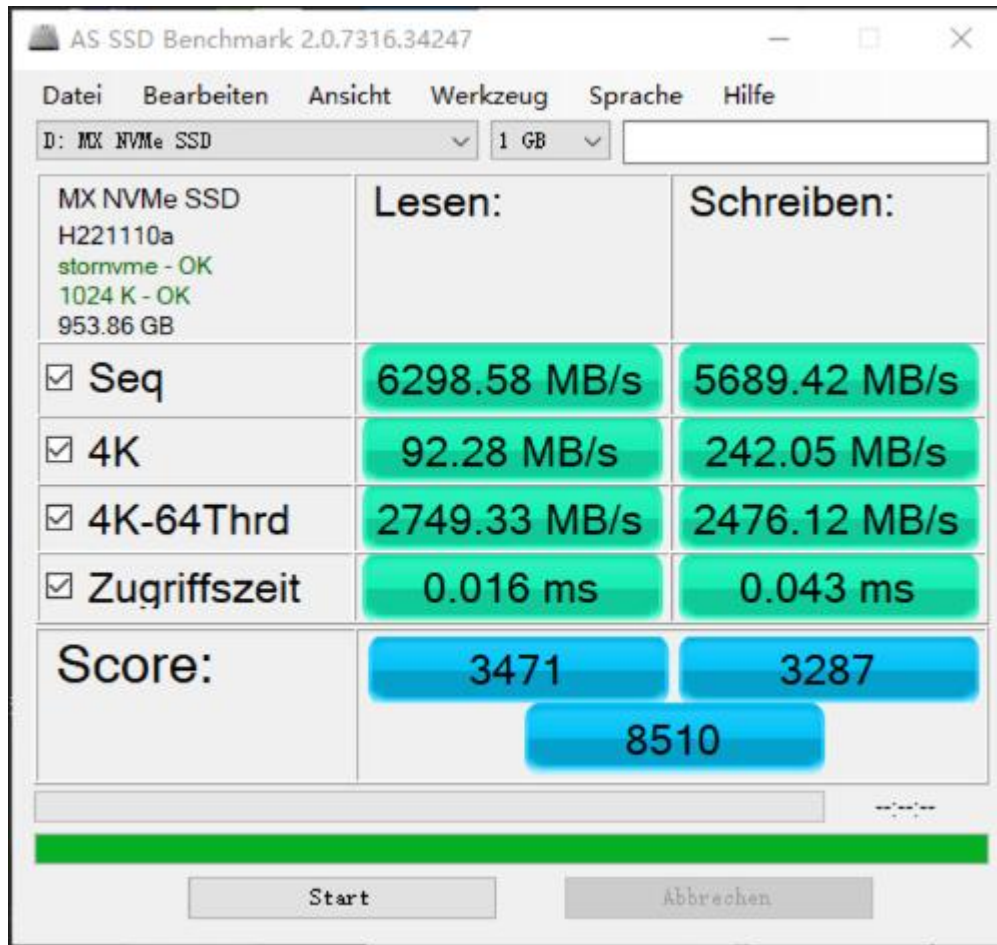 AS SSD Benchmark 2.0.7316.34247
Datei Bearbeiten Ansicht Werkzeug Sprache Hilfe
D: MX NVMe SSD 1 GB
MX NVMe SSD
H221110a
stornvme - OK
1024 K - OK
953.86 GB
Lesen: Schreiben:
Seq 6298.58 MB/s 5689.42 MB/s
4K 92.28 MB/s 242.05 MB/s
4K-64Thrd 2749.33 MB/s 2476.12 MB/s
Zugriffszeit 0.016 ms 0.043 ms
Score: 3471 3287
8510
--:--:--
Start Abbrechen